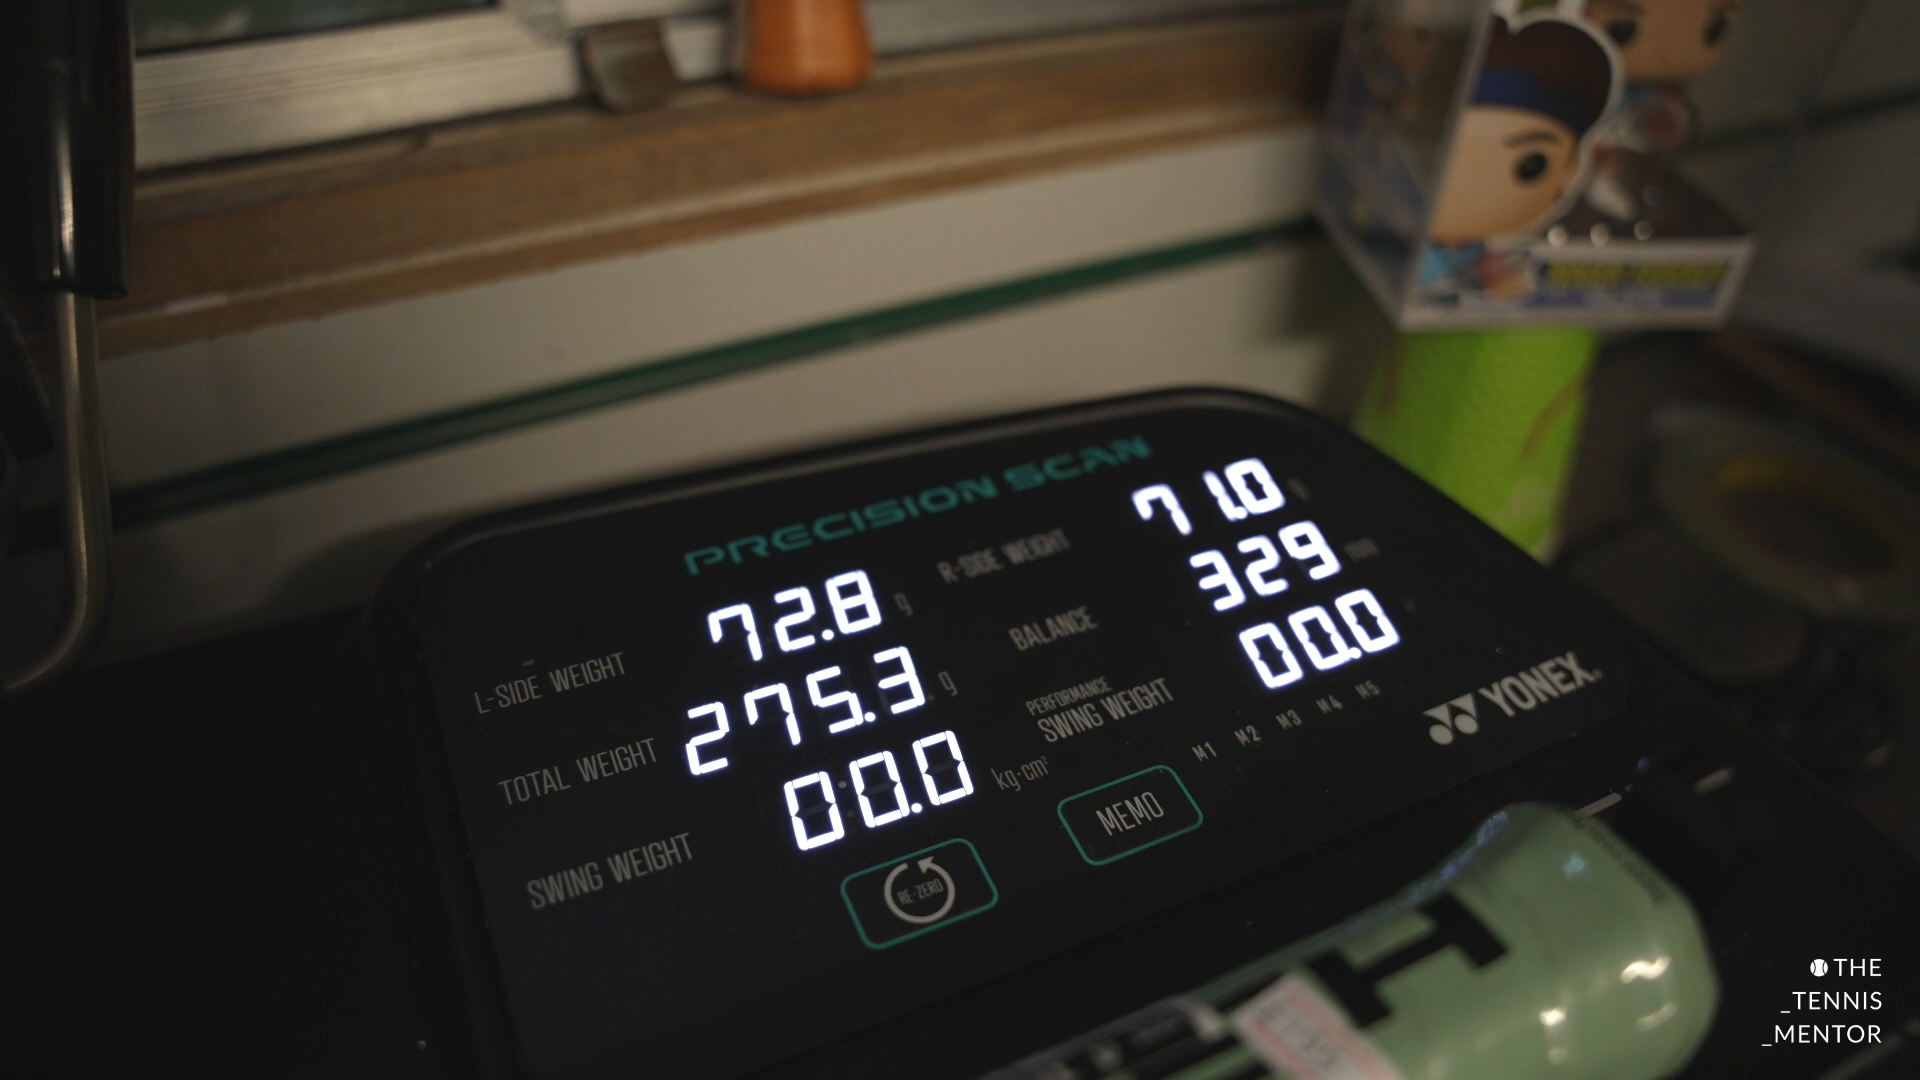 PRECISION SCAN
L-SIDE WEIGHT 72.8 g
R-SIDE WEIGHT 71.0 g
TOTAL WEIGHT 275.3 g
BALANCE 329 mm
SWING WEIGHT 00.0 kg·cm²
PERFORMANCE
SWING WEIGHT 00.0
M1 M2 M3 M4 M5
RE-ZERO
MEMO
YONEX
THE
_TENNIS
_MENTOR